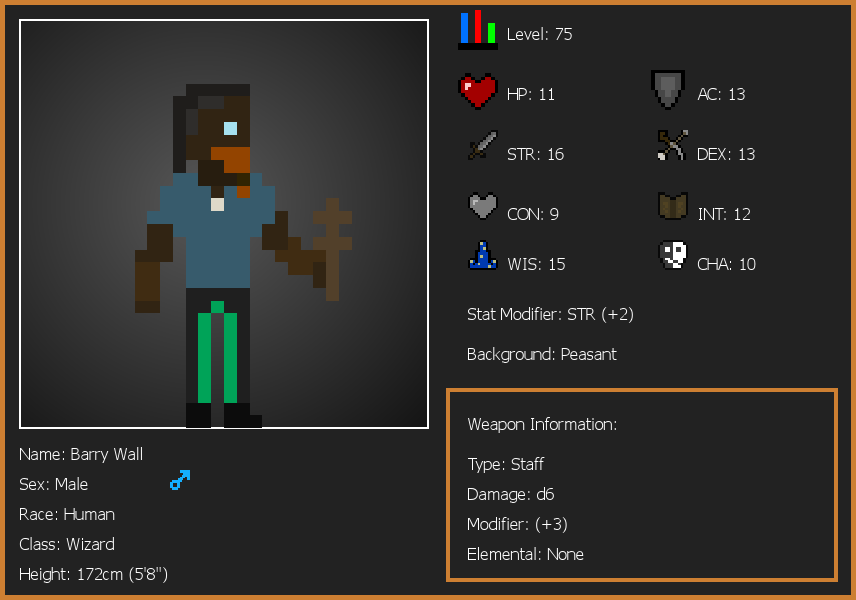 Level: 75
HP: 11
AC: 13
STR: 16
DEX: 13
CON: 9
INT: 12
WIS: 15
CHA: 10
Stat Modifier: STR (+2)
Background: Peasant
Weapon Information:
Type: Staff
Damage: d6
Modifier: (+3)
Elemental: None
Name: Barry Wall
Sex: Male
Race: Human
Class: Wizard
Height: 172cm (5'8")